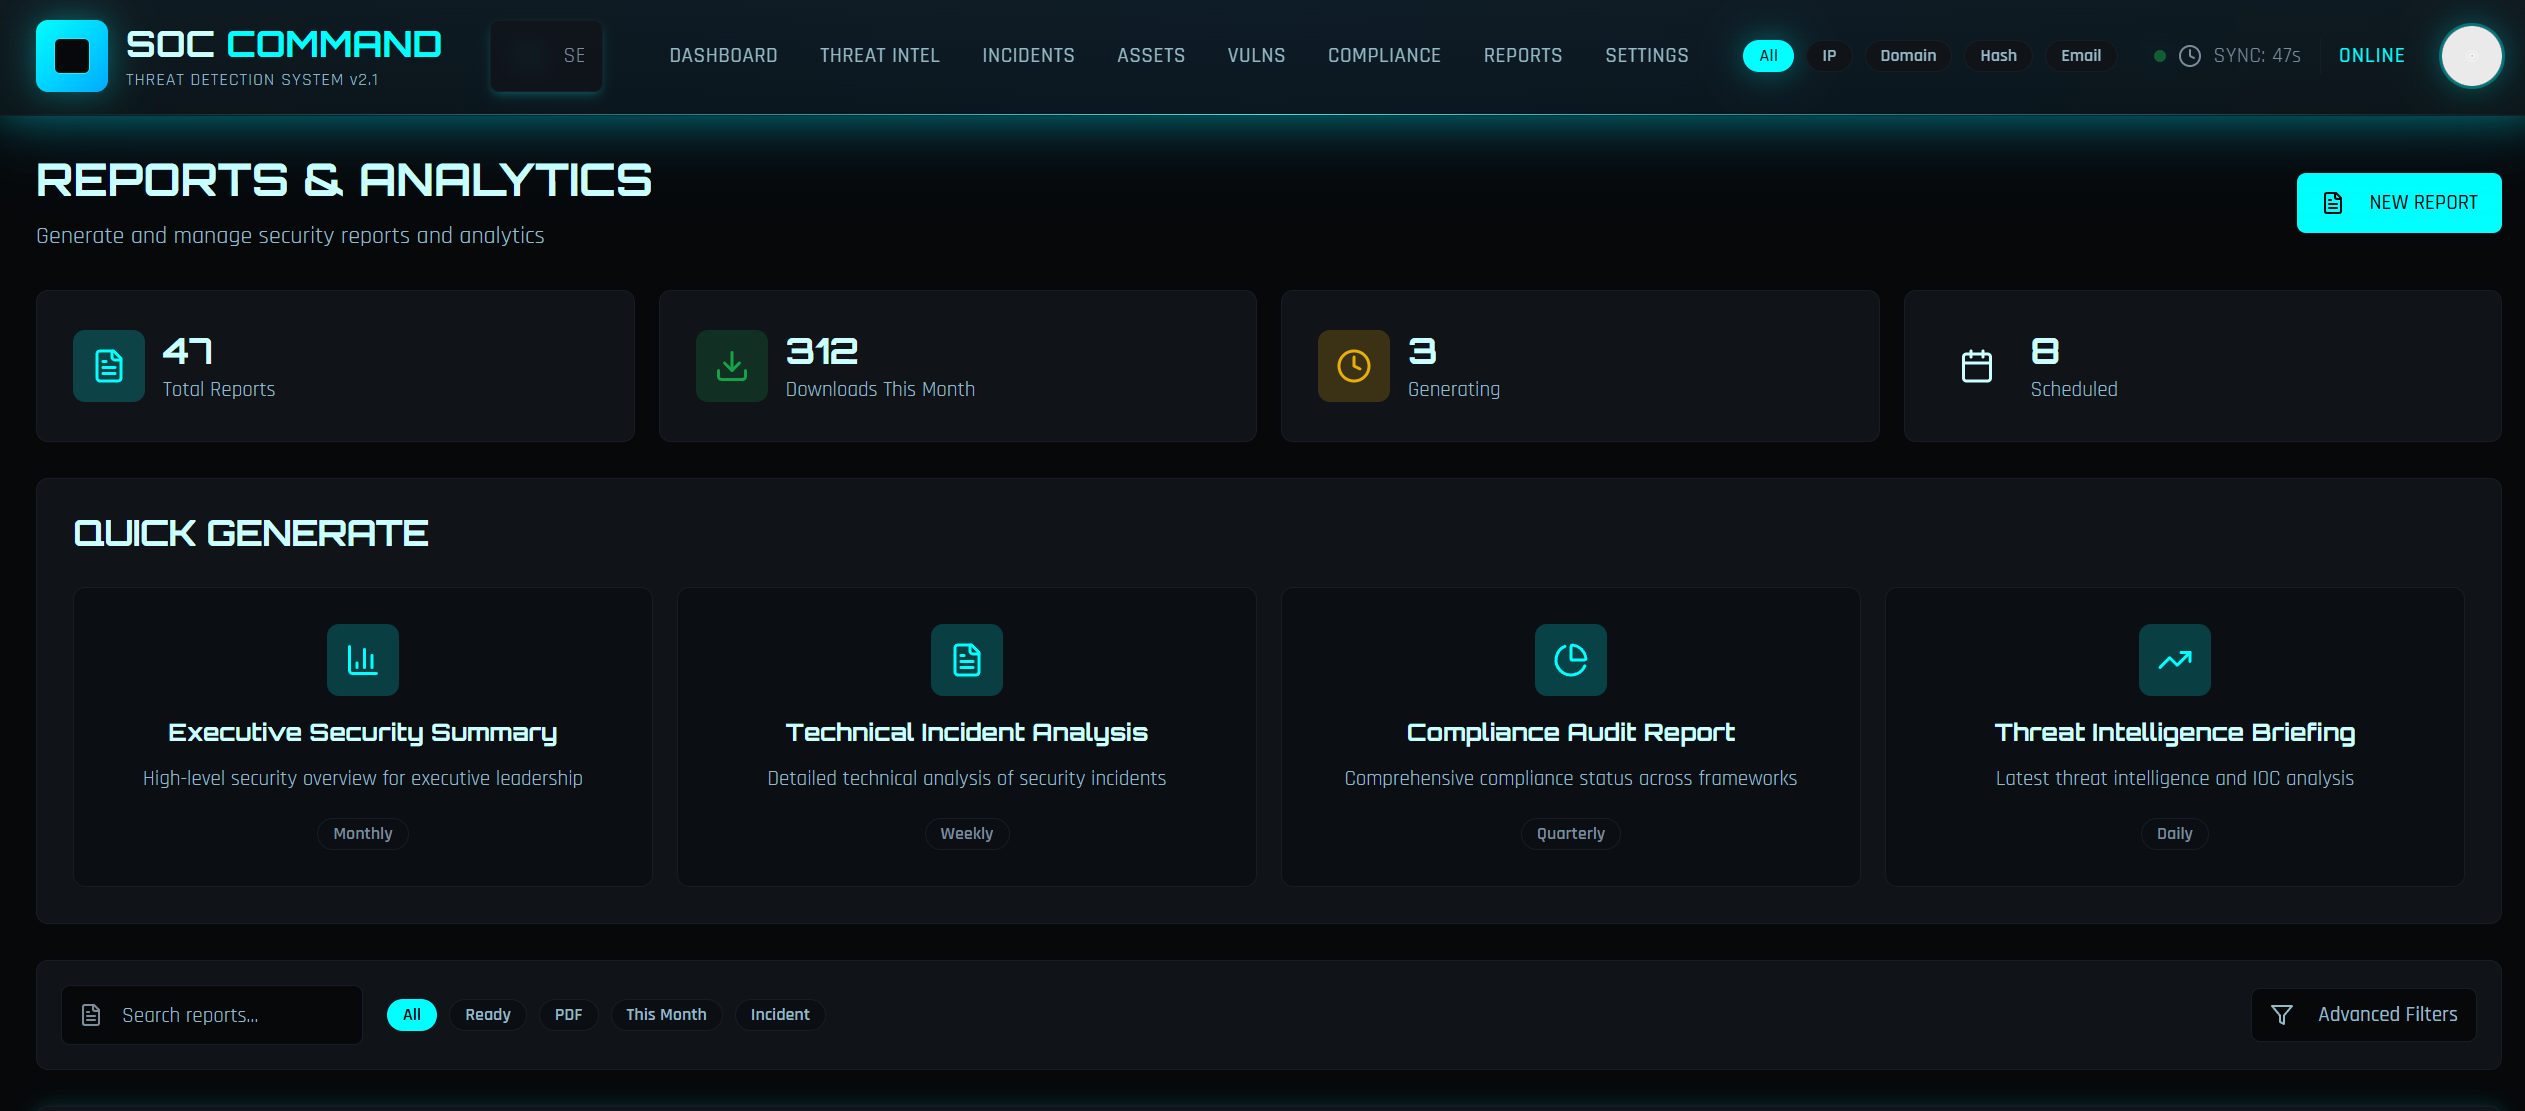 SOC COMMAND
THREAT DETECTION SYSTEM v2.1
SE
DASHBOARD
THREAT INTEL
INCIDENTS
ASSETS
VULNS
COMPLIANCE
REPORTS
SETTINGS
All
IP
Domain
Hash
Email
SYNC: 47s
ONLINE
REPORTS & ANALYTICS
Generate and manage security reports and analytics
NEW REPORT
47
Total Reports
312
Downloads This Month
3
Generating
8
Scheduled
QUICK GENERATE
Executive Security Summary
High-level security overview for executive leadership
Monthly
Technical Incident Analysis
Detailed technical analysis of security incidents
Weekly
Compliance Audit Report
Comprehensive compliance status across frameworks
Quarterly
Threat Intelligence Briefing
Latest threat intelligence and IOC analysis
Daily
Search reports...
All
Ready
PDF
This Month
Incident
Advanced Filters